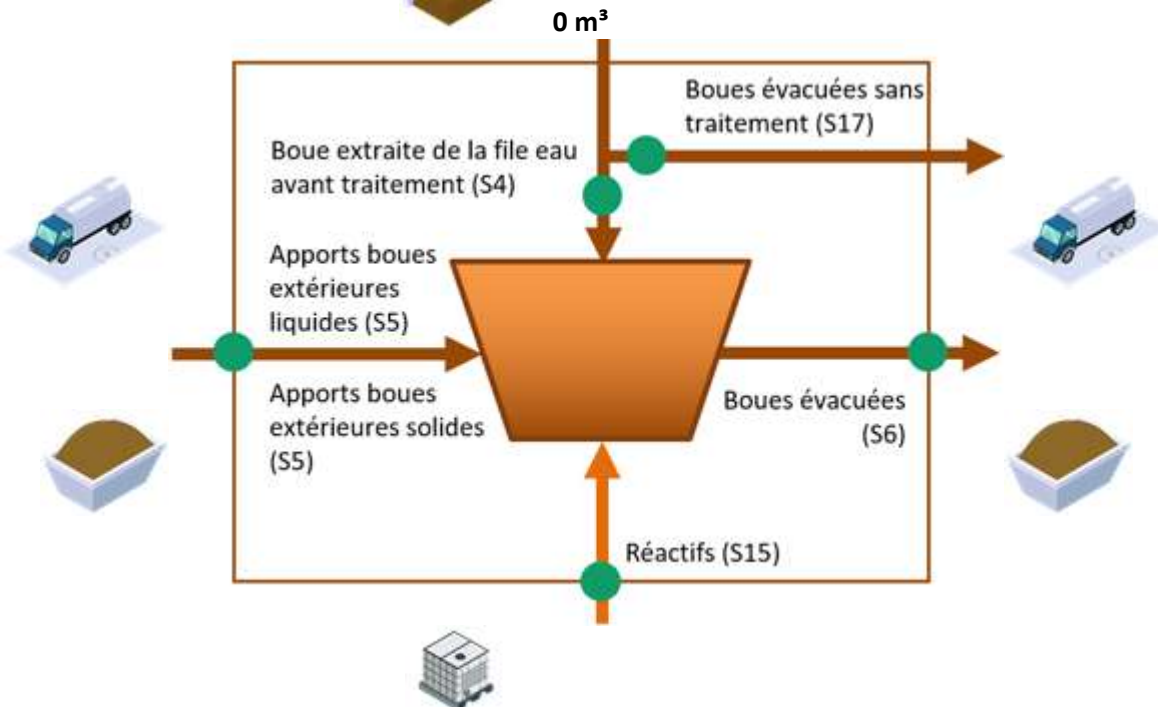 0 m³
Boues évacuées sans
traitement (S17)
Boue extraite de la file eau
avant traitement (S4)
Apports boues
extérieures
liquides (S5)
Apports boues
extérieures solides
(S5)
Boues évacuées
(S6)
Réactifs (S15)